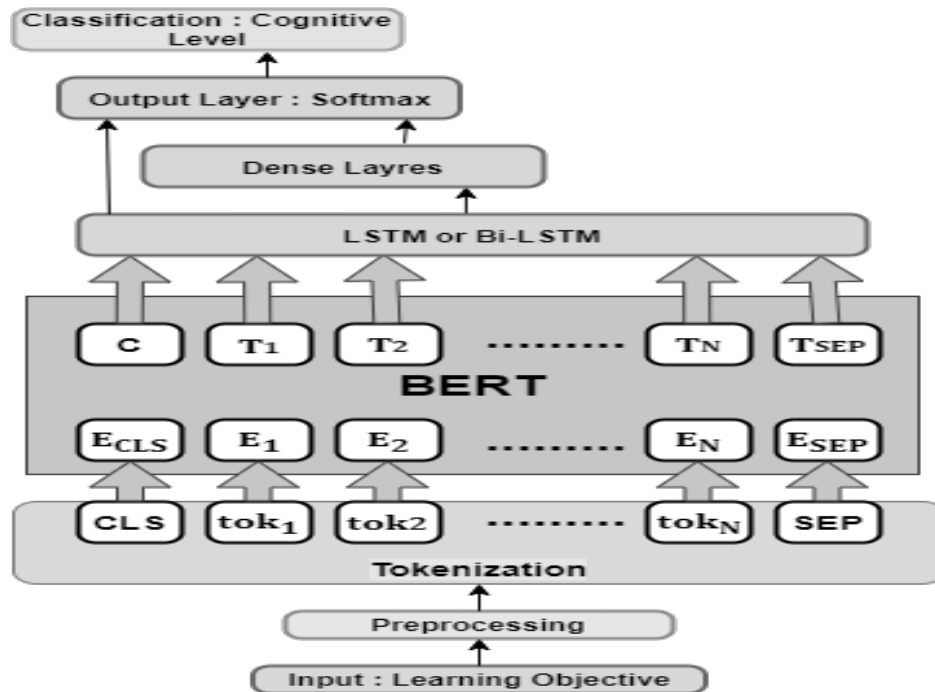 Classification : Cognitive
Level
Output Layer : Softmax
Dense Layres
LSTM or Bi-LSTM
C T1 T2 ......... TN TSEP
BERT
ECLS E1 E2 ......... EN ESEP
CLS tok1 tok2 ......... tokN SEP
Tokenization
Preprocessing
Input : Learning Objective